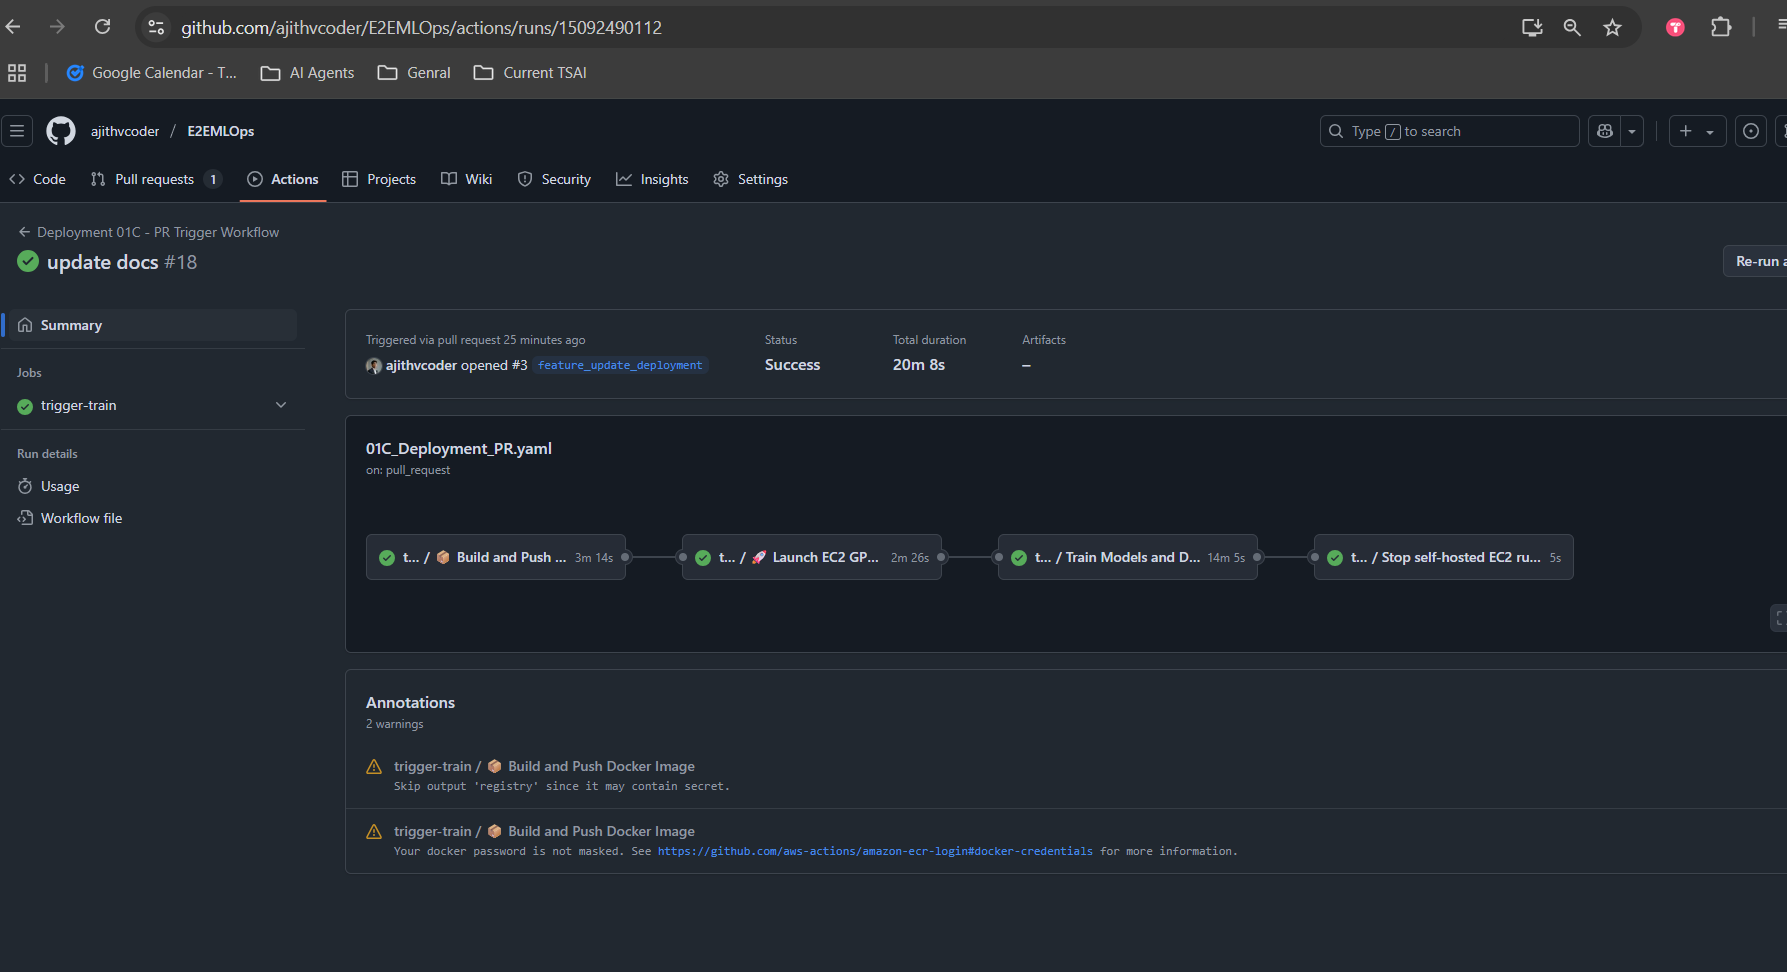 github.com/ajithvcoder/E2EMLOps/actions/runs/15092490112
Google Calendar - T...
AI Agents
Genral
Current TSAI
ajithvcoder / E2EMLOps
Type / to search
Code
Pull requests 1
Actions
Projects
Wiki
Security
Insights
Settings
Deployment 01C - PR Trigger Workflow
update docs #18
Re-run a
Summary
Jobs
trigger-train
Run details
Usage
Workflow file
Triggered via pull request 25 minutes ago
ajithvcoder opened #3 feature_update_deployment
Status
Success
Total duration
20m 8s
Artifacts
–
01C_Deployment_PR.yaml
on: pull_request
t... / 📦 Build and Push ... 3m 14s
t... / 🚀 Launch EC2 GP... 2m 26s
t... / Train Models and D... 14m 5s
t... / Stop self-hosted EC2 ru... 5s
Annotations
2 warnings
trigger-train / 📦 Build and Push Docker Image
Skip output 'registry' since it may contain secret.
trigger-train / 📦 Build and Push Docker Image
Your docker password is not masked. See https://github.com/aws-actions/amazon-ecr-login#docker-credentials for more information.